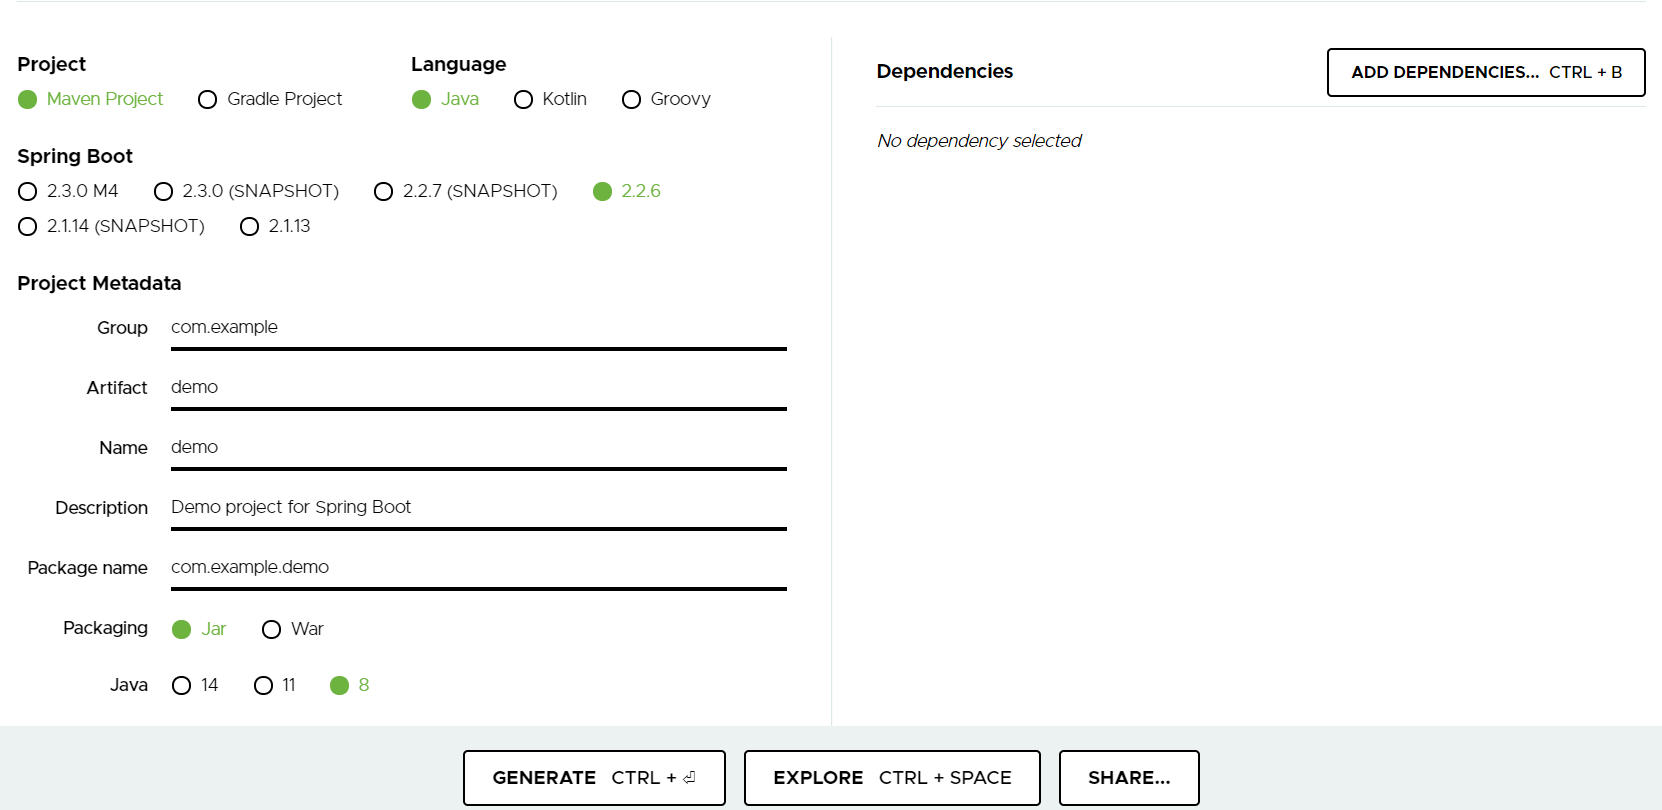 Project
Maven Project Gradle Project
Language
Java Kotlin Groovy
Spring Boot
2.3.0 M4 2.3.0 (SNAPSHOT) 2.2.7 (SNAPSHOT) 2.2.6
2.1.14 (SNAPSHOT) 2.1.13
Project Metadata
Group com.example
Artifact demo
Name demo
Description Demo project for Spring Boot
Package name com.example.demo
Packaging Jar War
Java 14 11 8
Dependencies
ADD DEPENDENCIES... CTRL + B
No dependency selected
GENERATE CTRL + ⏎
EXPLORE CTRL + SPACE
SHARE...